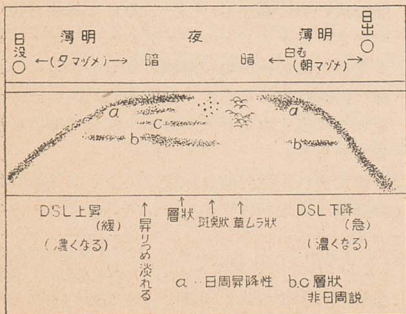 日没
薄明
←(夕マヅメ)→
暗
夜
暗
薄明
白む
←(朝マヅメ)→
日出
a
c
b
a
b
DSL上昇
(緩)
(濃くなる)
↑昇りつめ淡れる
↑層状
↑斑臭状
↑草ムラ状
DSL下降
(急)
(濃くなる)
a…日周昇降性
b.c層状
非日周説